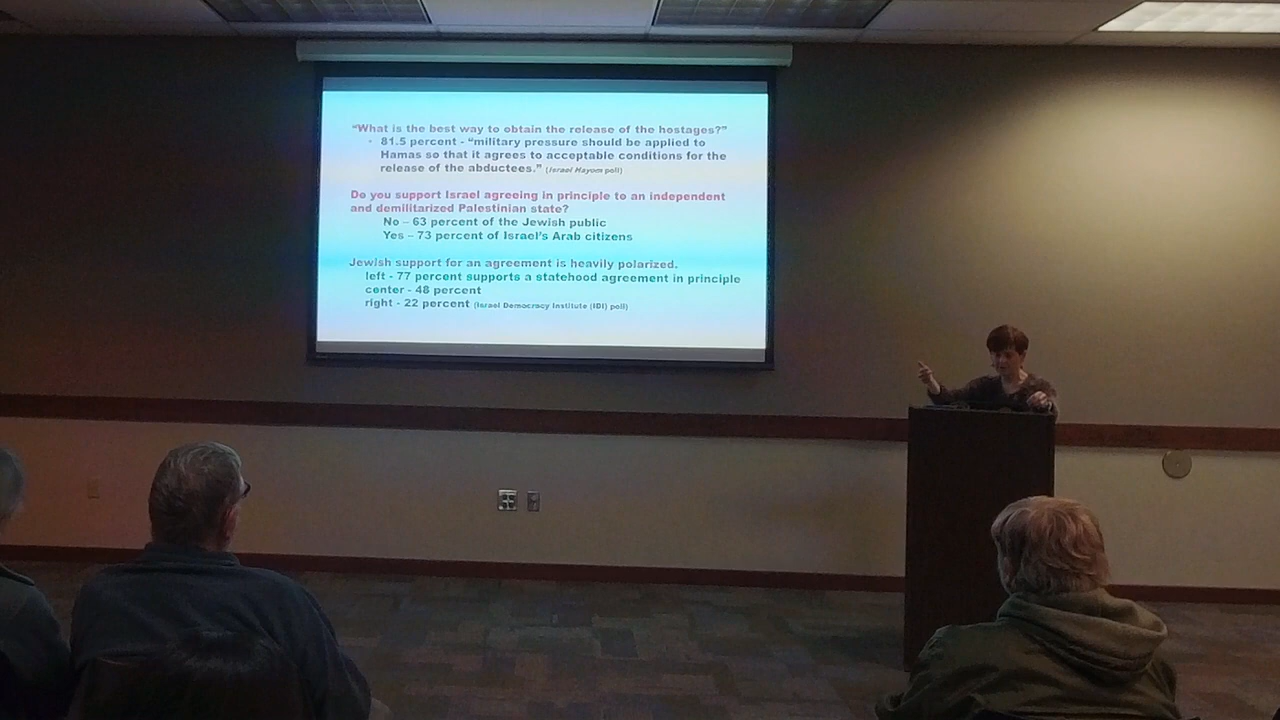 "What is the best way to obtain the release of the hostages?"
• 81.5 percent - "military pressure should be applied to
Hamas so that it agrees to acceptable conditions for the
release of the abductees." (Israel Hayom poll)
Do you support Israel agreeing in principle to an independent
and demilitarized Palestinian state?
No – 63 percent of the Jewish public
Yes – 73 percent of Israel's Arab citizens
Jewish support for an agreement is heavily polarized.
left - 77 percent supports a statehood agreement in principle
center - 48 percent
right - 22 percent (Israel Democracy Institute (IDI) poll)